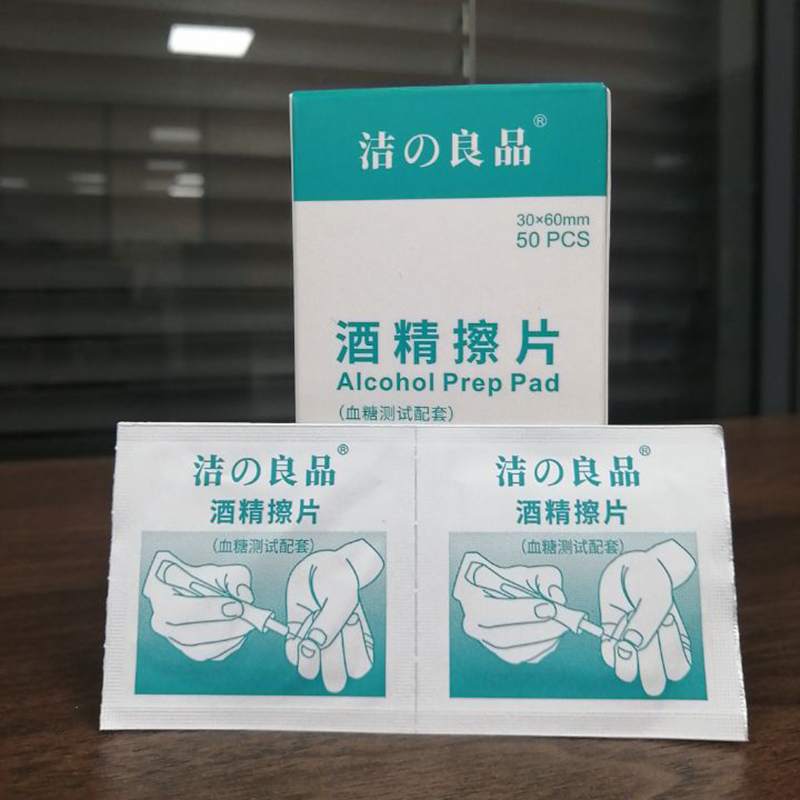 洁の良品®
30×60mm
50 PCS
酒精擦片
Alcohol Prep Pad
(血糖测试配套)
洁の良品®
酒精擦片
(血糖测试配套)
洁の良品®
酒精擦片
(血糖测试配套)